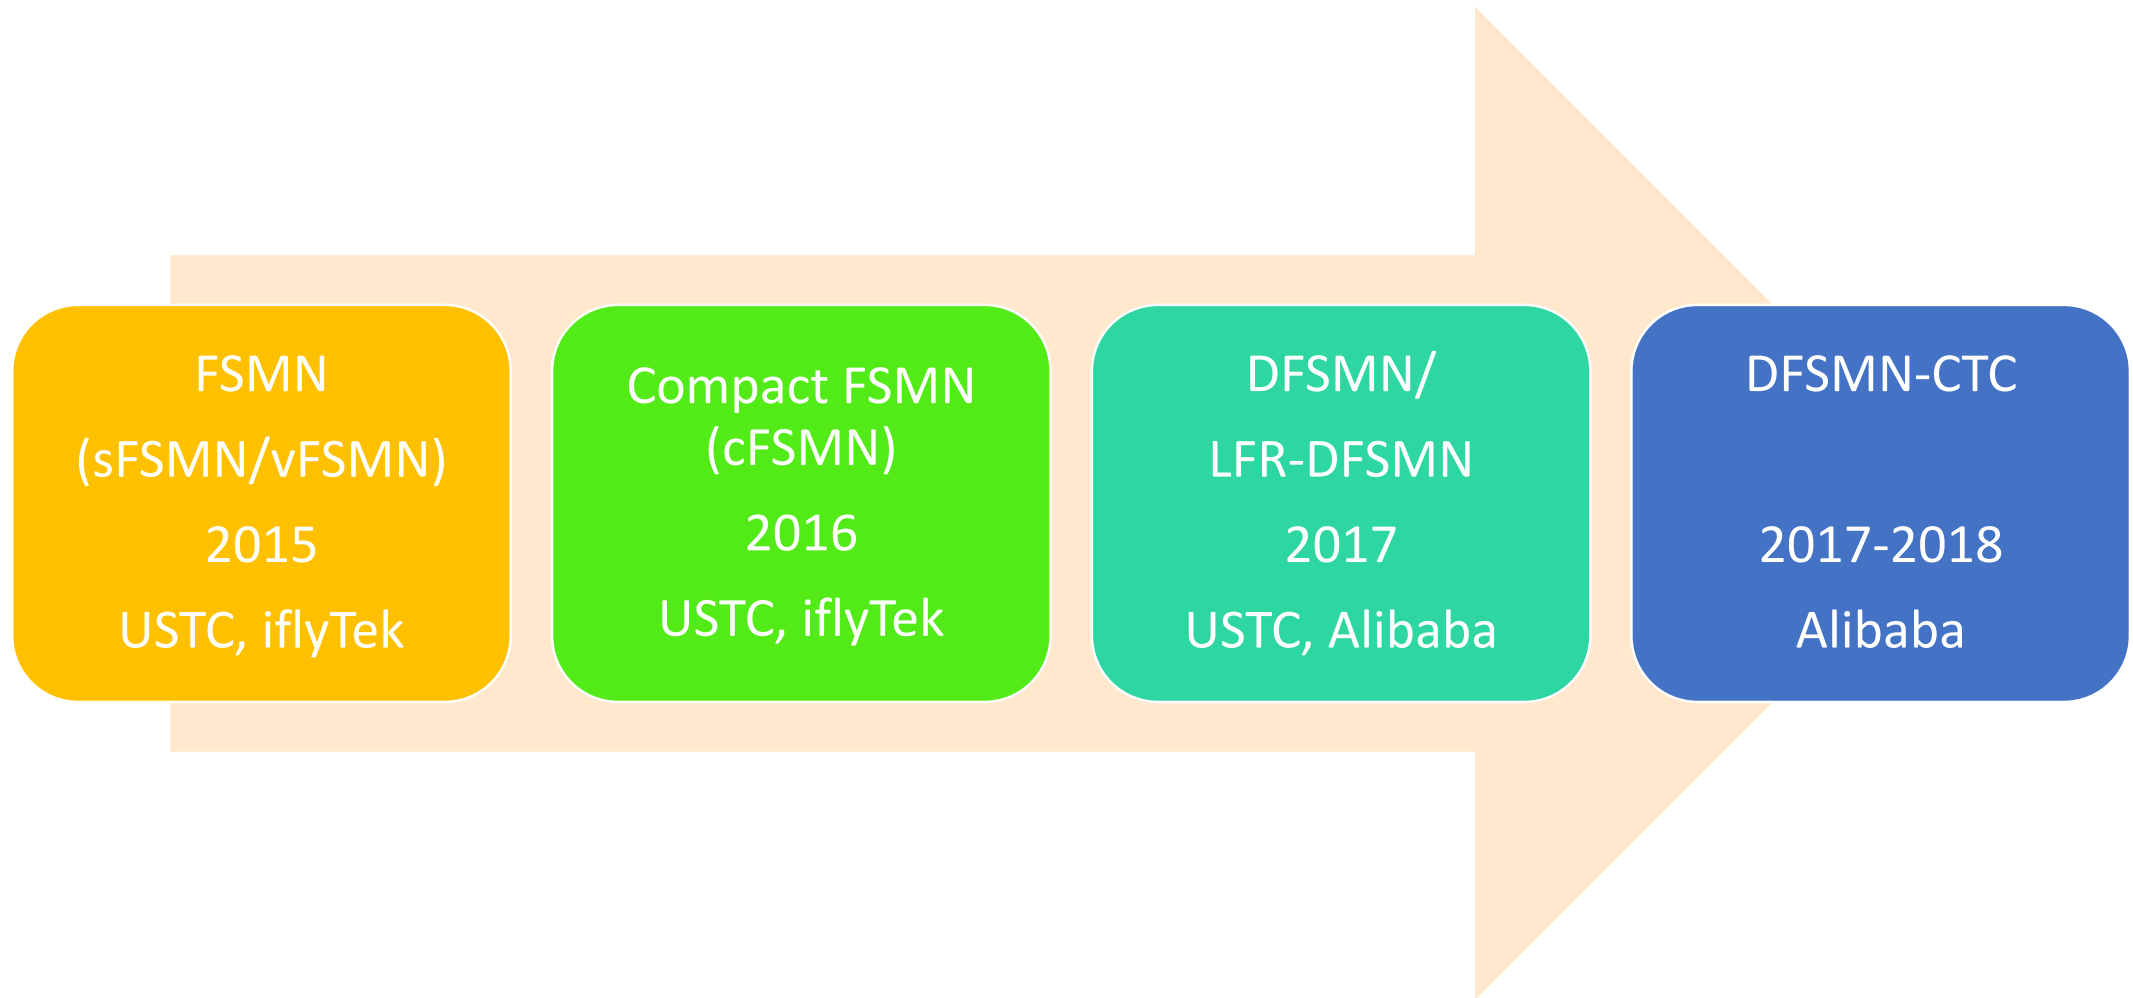 FSMN
(sFSMN/vFSMN)
2015
USTC, iflyTek
Compact FSMN
(cFSMN)
2016
USTC, iflyTek
DFSMN/
LFR-DFSMN
2017
USTC, Alibaba
DFSMN-CTC
2017-2018
Alibaba